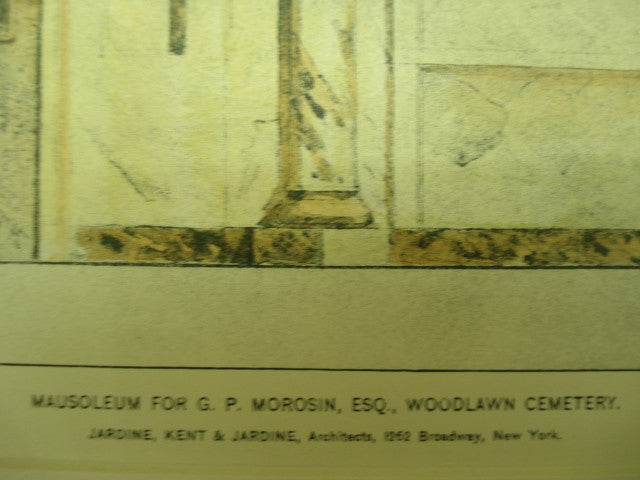 MAUSOLEUM FOR G. P. MOROSIN, ESQ., WOODLAWN CEMETERY.
JARDINE, KENT & JARDINE, Architects, 1262 Broadway, New York.